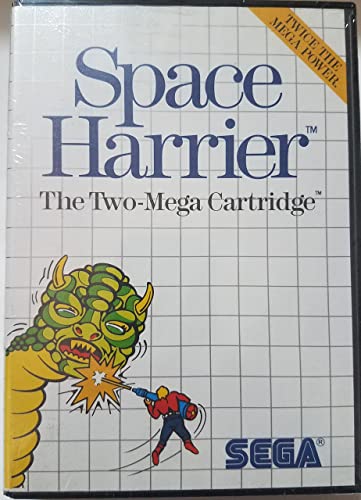 TWICE THE
MEGA POWER.
Space
Harrier™
The Two-Mega Cartridge™
SEGA®